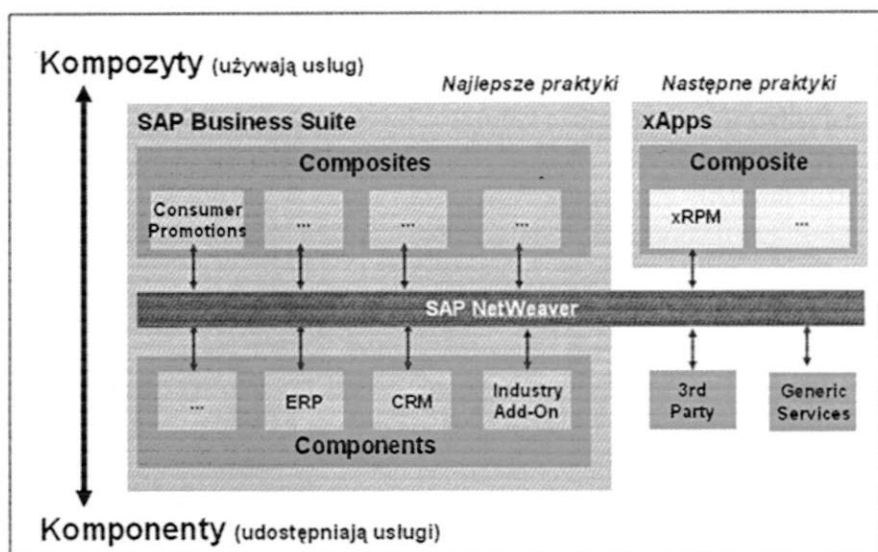 Kompozyty (używają usług)
Najlepsze praktyki
Następne praktyki
SAP Business Suite
xApps
Composites
Composite
Consumer
Promotions
...
...
...
xRPM
...
SAP NetWeaver
...
ERP
CRM
Industry
Add-On
3rd
Party
Generic
Services
Components
Komponenty (udostępniają usługi)